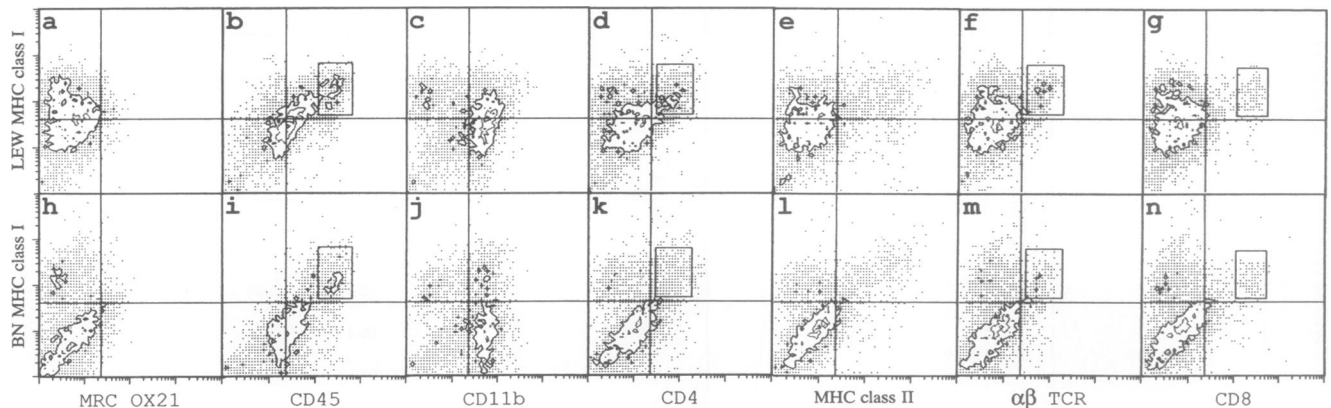 a b c d e f g
LEW MHC class I
h i j k l m n
BN MHC class I
MRC OX21 CD45 CD11b CD4 MHC class II αβ TCR CD8